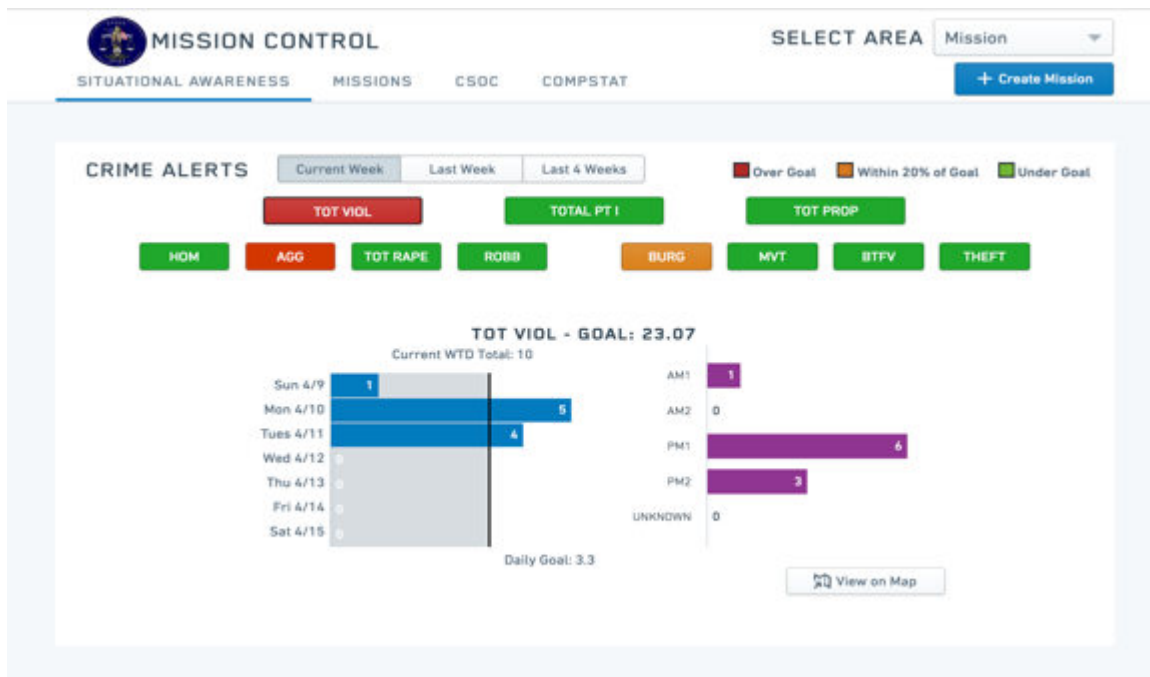 MISSION CONTROL
SELECT AREA Mission
SITUATIONAL AWARENESS MISSIONS CSOC COMPSTAT
+ Create Mission
CRIME ALERTS Current Week Last Week Last 4 Weeks Over Goal Within 20% of Goal Under Goal
TOT VIOL TOTAL PT I TOT PROP
HOM AGG TOT RAPE ROBB BURG MVT BTFV THEFT
TOT VIOL - GOAL: 23.07
Current WTD Total: 10
Sun 4/9 1
Mon 4/10 5
Tues 4/11 4
Wed 4/12 0
Thu 4/13 0
Fri 4/14 0
Sat 4/15 0
Daily Goal: 3.3
AM1 1
AM2 0
PM1 6
PM2 3
UNKNOWN 0
View on Map